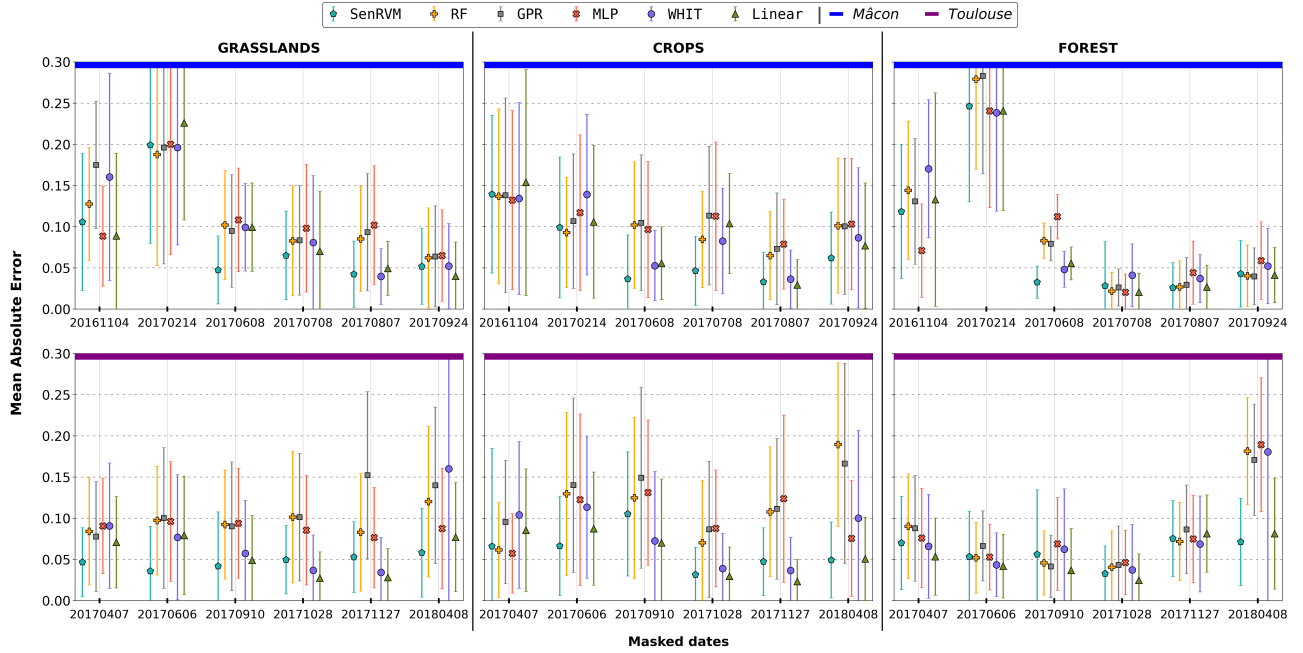 SenRVM RF GPR MLP WHIT Linear Mâcon Toulouse
GRASSLANDS CROPS FOREST
0.30
0.25
0.20
0.15
0.10
0.05
0.00
20161104 20170214 20170608 20170708 20170807 20170924 20161104 20170214 20170608 20170708 20170807 20170924 20161104 20170214 20170608 20170708 20170807 20170924
Mean Absolute Error
0.30
0.25
0.20
0.15
0.10
0.05
0.00
20170407 20170606 20170910 20171028 20171127 20180408 20170407 20170606 20170910 20171028 20171127 20180408 20170407 20170606 20170910 20171028 20171127 20180408
Masked dates